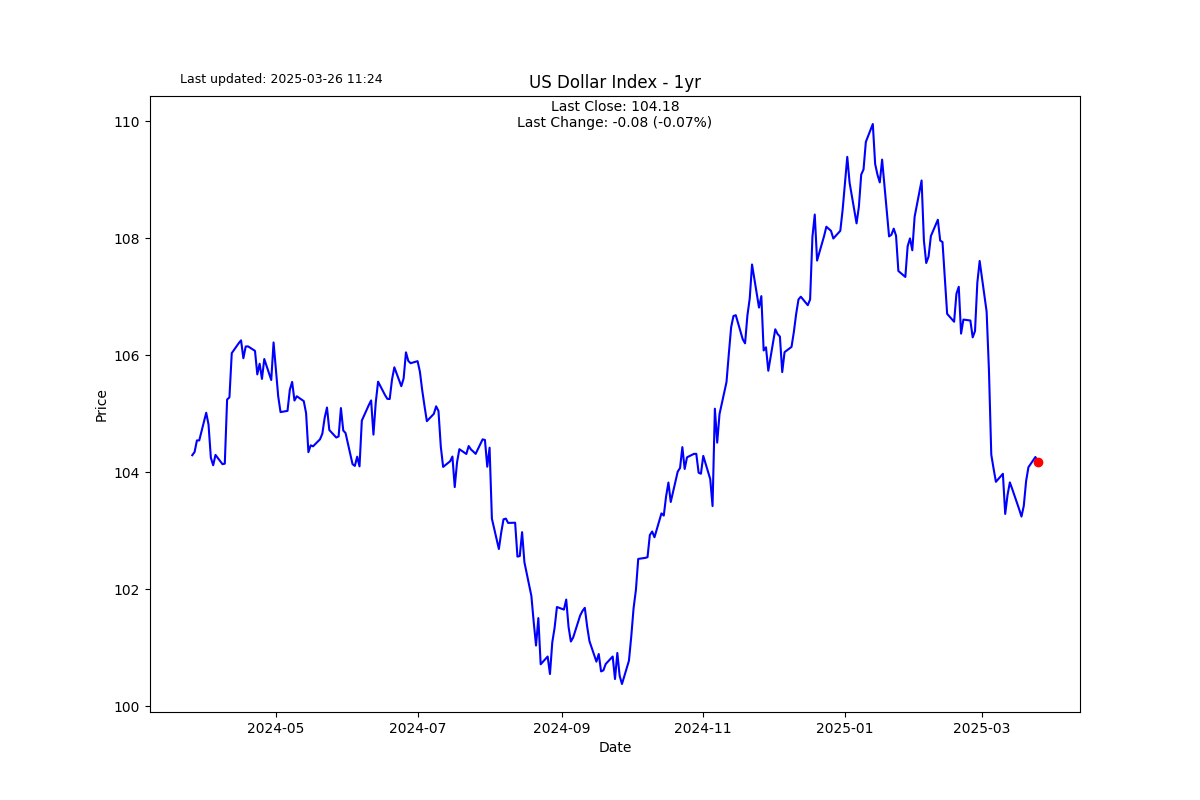 Last updated: 2025-03-26 11:24
US Dollar Index - 1yr
Last Close: 104.18
Last Change: -0.08 (-0.07%)
110
108
106
104
102
100
Price
2024-05 2024-07 2024-09 2024-11 2025-01 2025-03
Date